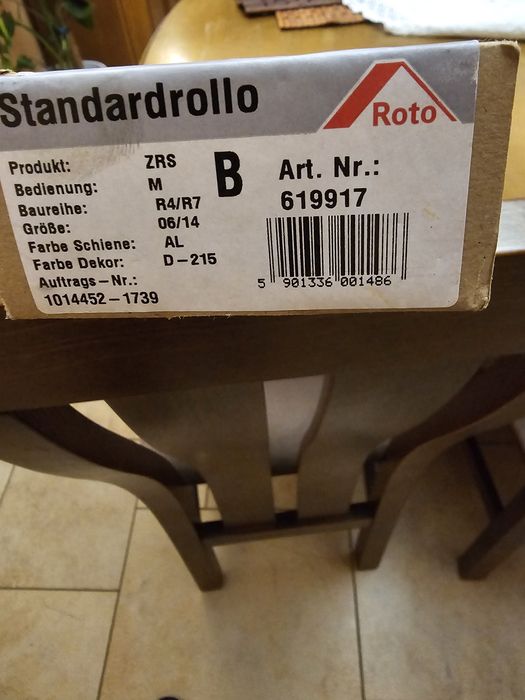 Standardrollo
Roto
Produkt: ZRS
Bedienung: M
Baureihe: R4/R7
Größe: 06/14
Farbe Schiene: AL
Farbe Dekor: D-215
Auftrags-Nr.:
1014452-1739
B
Art. Nr.:
619917
5 901336 001486